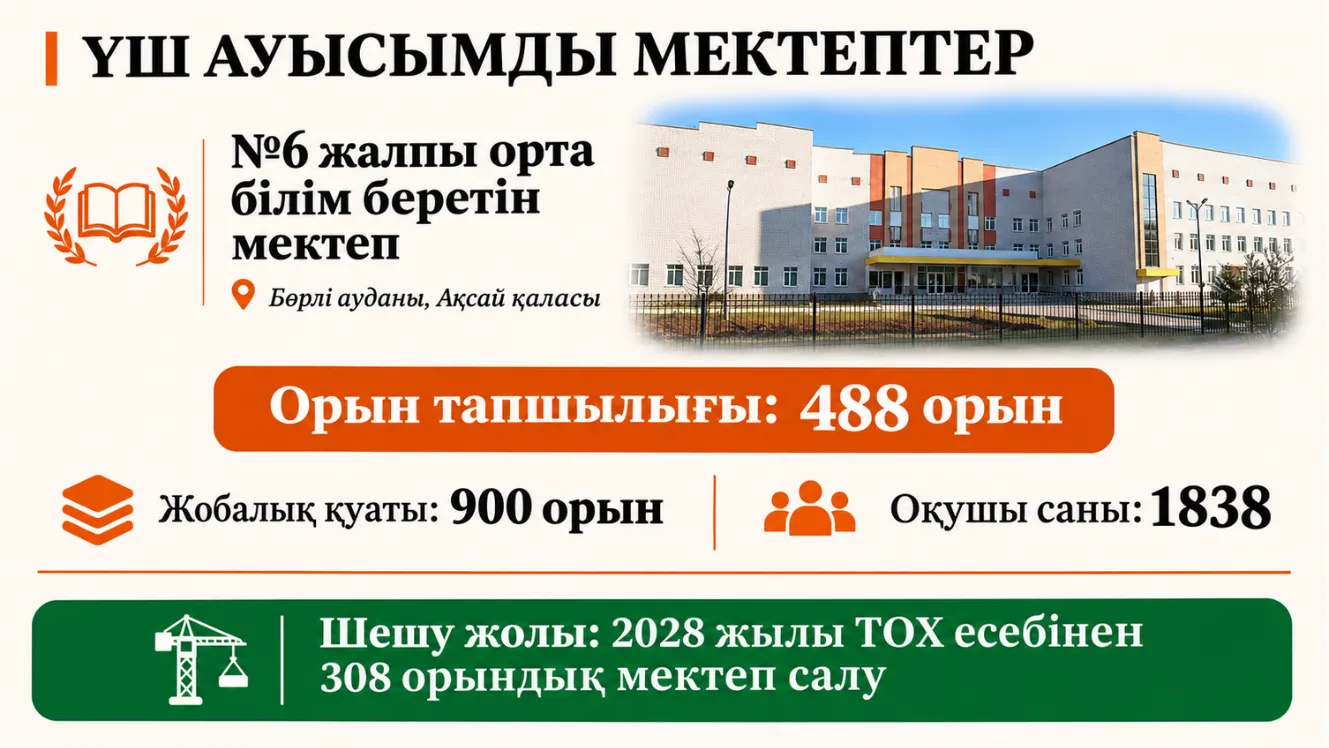 ҮШ АУЫСЫМДЫ МЕКТЕПТЕР
№6 жалпы орта
білім беретін
мектеп
Бөрлі ауданы, Ақсай қаласы
Орын тапшылығы: 488 орын
Жобалық қуаты: 900 орын
Оқушы саны: 1838
Шешу жолы: 2028 жылы ТОХ есебінен
308 орындық мектеп салу